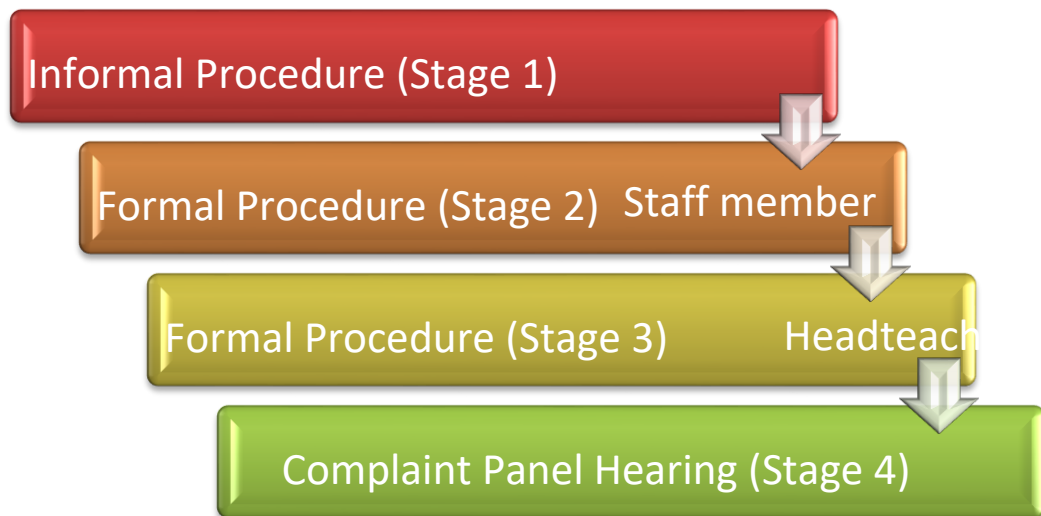 Informal Procedure (Stage 1)
Formal Procedure (Stage 2) Staff member
Formal Procedure (Stage 3) Headteach
Complaint Panel Hearing (Stage 4)